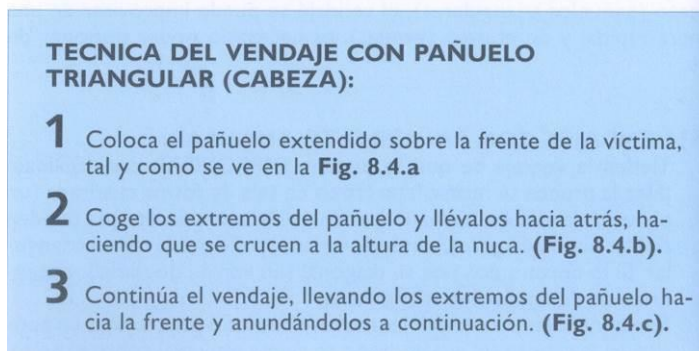 TECNICA DEL VENDAJE CON PAÑUELO
TRIANGULAR (CABEZA):
1 Coloca el pañuelo extendido sobre la frente de la víctima,
tal y como se ve en la Fig. 8.4.a
2 Coge los extremos del pañuelo y llévalos hacia atrás, ha-
ciendo que se crucen a la altura de la nuca. (Fig. 8.4.b).
3 Continúa el vendaje, llevando los extremos del pañuelo ha-
cia la frente y anundándolos a continuación. (Fig. 8.4.c).